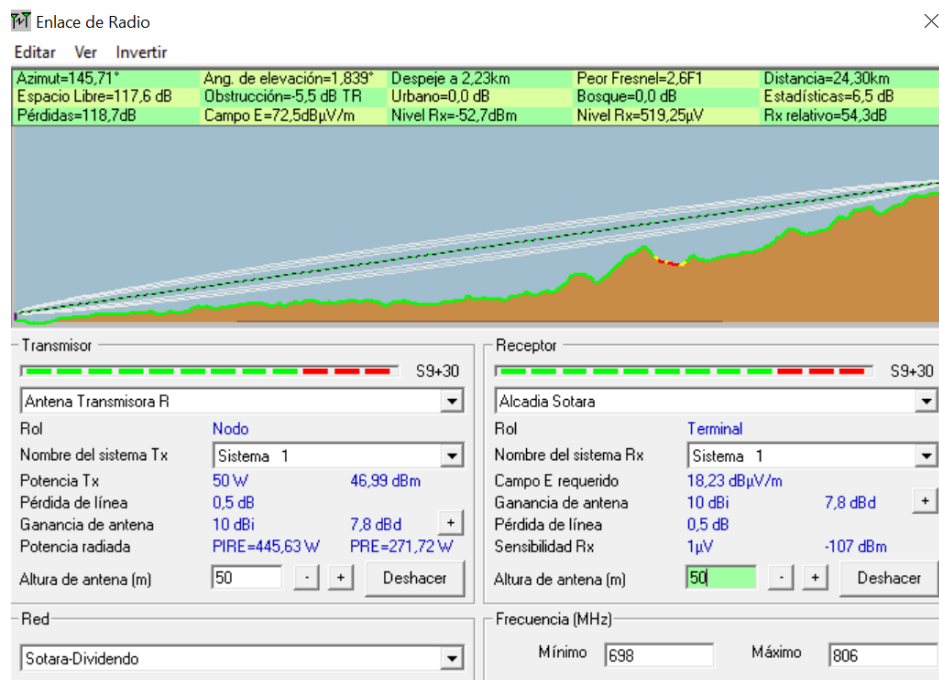 Enlace de Radio
Editar Ver Invertir
Azimut=145,71° Ang. de elevación=1,839° Despeje a 2,23km Peor Fresnel=2,6F1 Distancia=24,30km
Espacio Libre=117,6 dB Obstrucción=-5,5 dB TR Urbano=0,0 dB Bosque=0,0 dB Estadísticas=6,5 dB
Pérdidas=118,7dB Campo E=72,5dBµV/m Nivel Rx=-52,7dBm Nivel Rx=519,25µV Rx relativo=54,3dB
Transmisor
S9+30
Antena Transmisora R
Rol Nodo
Nombre del sistema Tx Sistema 1
Potencia Tx 50 W 46,99 dBm
Pérdida de línea 0,5 dB
Ganancia de antena 10 dBi 7,8 dBd +
Potencia radiada PIRE=445,63 W PRE=271,72 W
Altura de antena (m) 50 - + Deshacer
Receptor
S9+30
Alcadia Sotara
Rol Terminal
Nombre del sistema Rx Sistema 1
Campo E requerido 18,23 dBµV/m
Ganancia de antena 10 dBi 7,8 dBd +
Pérdida de línea 0,5 dB
Sensibilidad Rx 1µV -107 dBm
Altura de antena (m) 50 - + Deshacer
Red
Sotara-Dividendo
Frecuencia (MHz)
Mínimo 698 Máximo 806